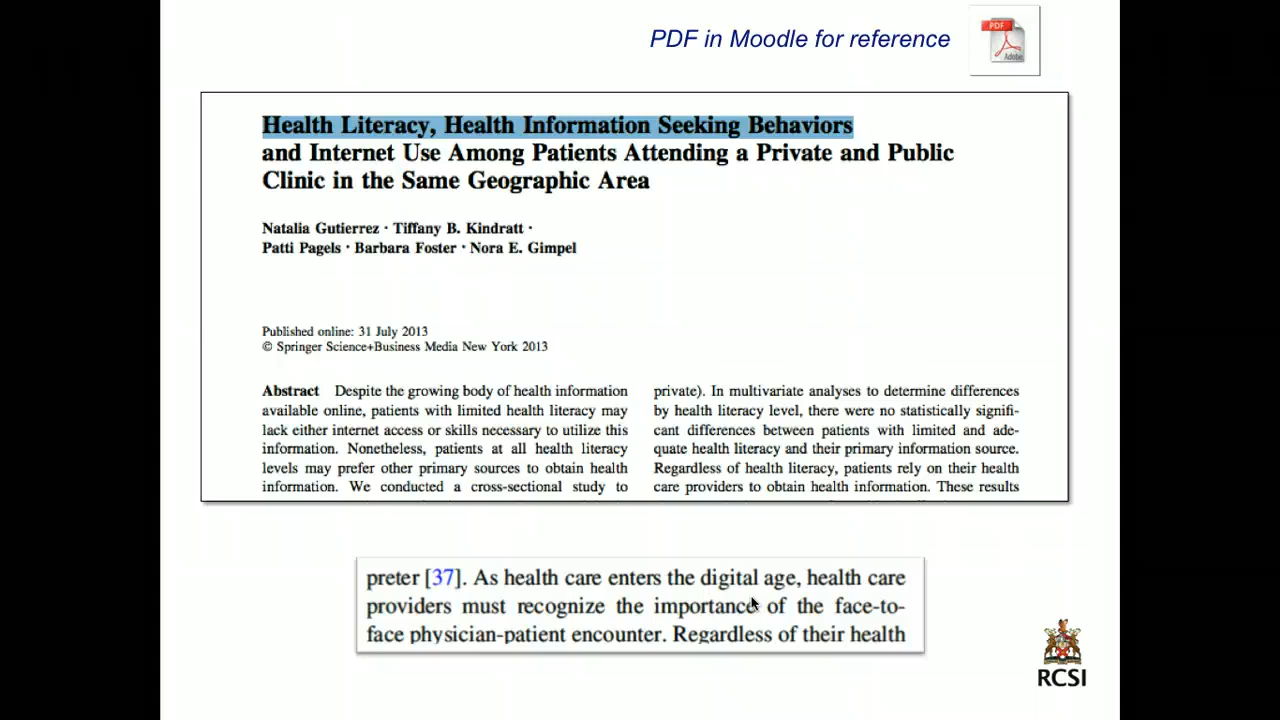 PDF in Moodle for reference
PDF
Adobe
Health Literacy, Health Information Seeking Behaviors
and Internet Use Among Patients Attending a Private and Public
Clinic in the Same Geographic Area
Natalia Gutierrez · Tiffany B. Kindratt ·
Patti Pagels · Barbara Foster · Nora E. Gimpel
Published online: 31 July 2013
© Springer Science+Business Media New York 2013
Abstract Despite the growing body of health information
available online, patients with limited health literacy may
lack either internet access or skills necessary to utilize this
information. Nonetheless, patients at all health literacy
levels may prefer other primary sources to obtain health
information. We conducted a cross-sectional study to
private). In multivariate analyses to determine differences
by health literacy level, there were no statistically signifi-
cant differences between patients with limited and ade-
quate health literacy and their primary information source.
Regardless of health literacy, patients rely on their health
care providers to obtain health information. These results
preter [37]. As health care enters the digital age, health care
providers must recognize the importance of the face-to-
face physician-patient encounter. Regardless of their health
RCSI